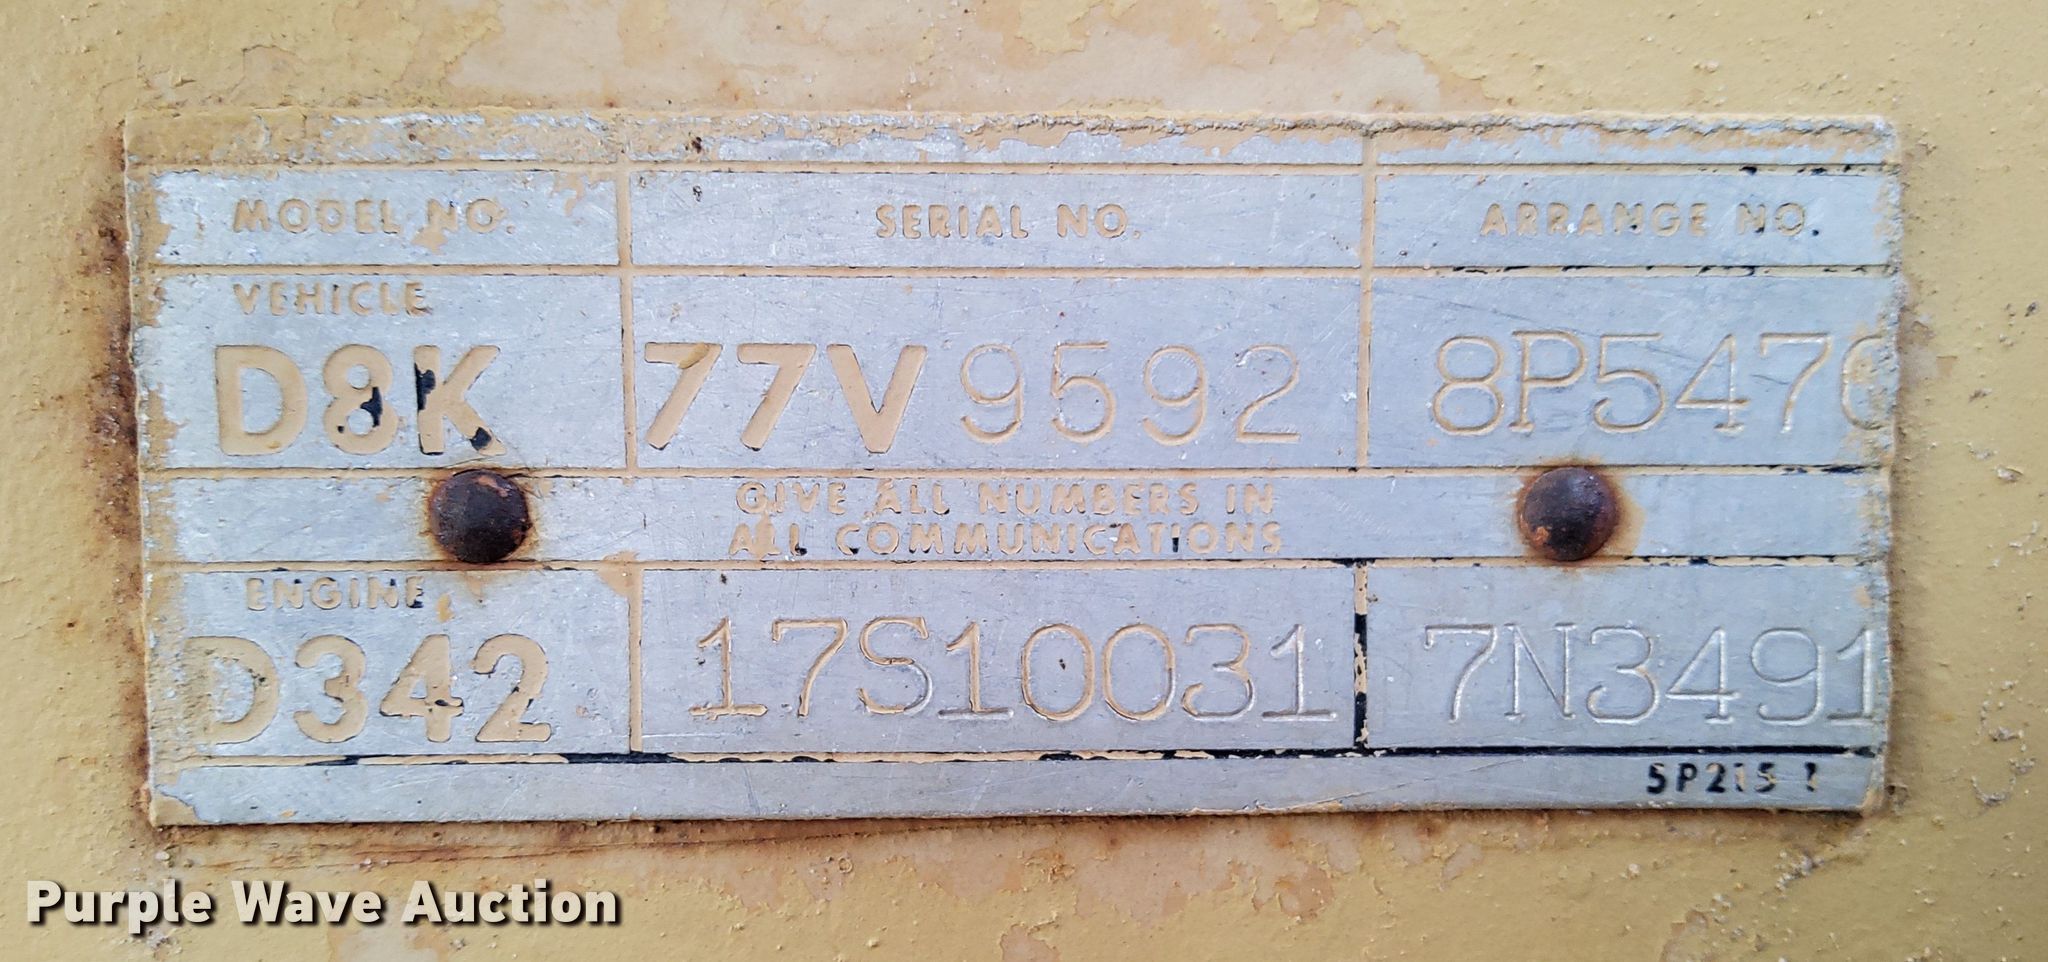 MODEL NO. SERIAL NO. ARRANGE NO.
VEHICLE
D8K 77V9592 8P547
GIVE ALL NUMBERS IN
ALL COMMUNICATIONS
ENGINE
D342 17S10031 7N3491
5P215 1
Purple Wave Auction